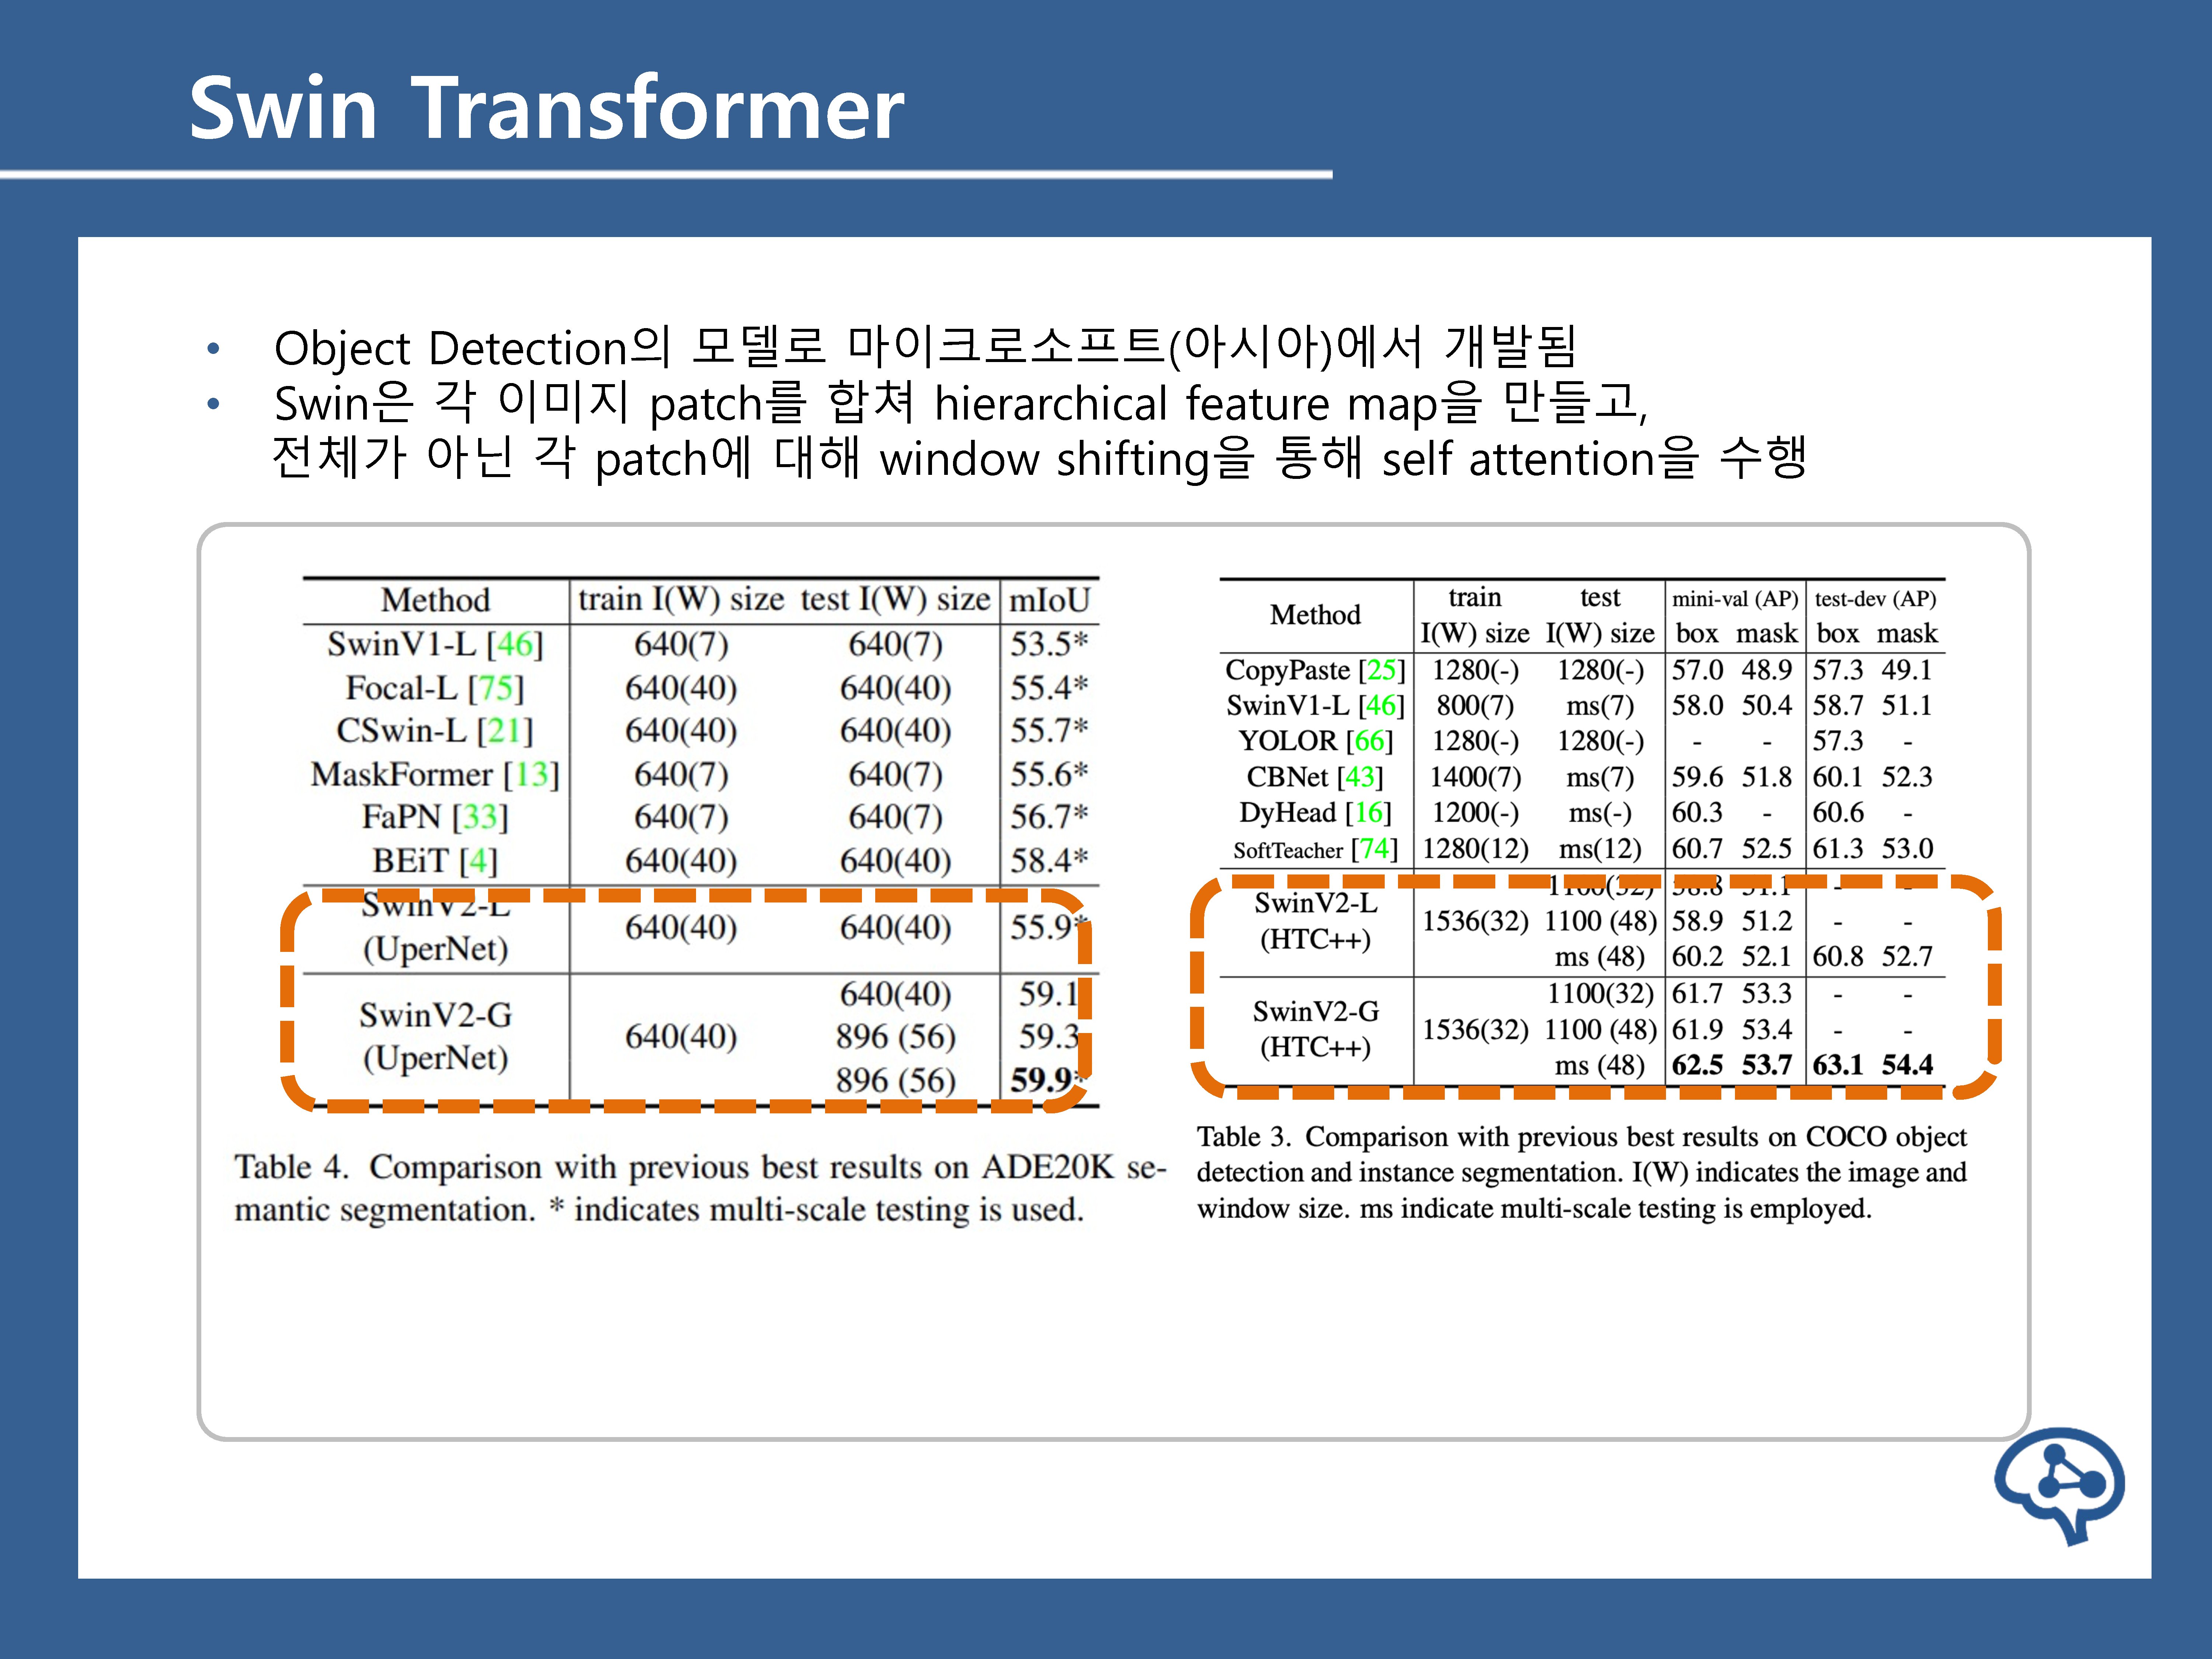 Swin Transformer
• Object Detection의 모델로 마이크로소프트(아시아)에서 개발됨
• Swin은 각 이미지 patch를 합쳐 hierarchical feature map을 만들고,
전체가 아닌 각 patch에 대해 window shifting을 통해 self attention을 수행
Method train I(W) size test I(W) size mIoU
SwinV1-L [46] 640(7) 640(7) 53.5*
Focal-L [75] 640(40) 640(40) 55.4*
CSwin-L [21] 640(40) 640(40) 55.7*
MaskFormer [13] 640(7) 640(7) 55.6*
FaPN [33] 640(7) 640(7) 56.7*
BEiT [4] 640(40) 640(40) 58.4*
SwinV2-L
(UperNet) 640(40) 640(40) 55.9*
SwinV2-G
(UperNet) 640(40)
640(40) 59.1
896 (56) 59.3
896 (56) 59.9*
Table 4. Comparison with previous best results on ADE20K se-
mantic segmentation. * indicates multi-scale testing is used.
Method train test mini-val (AP) test-dev (AP)
I(W) size I(W) size box mask box mask
CopyPaste [25] 1280(-) 1280(-) 57.0 48.9 57.3 49.1
SwinV1-L [46] 800(7) ms(7) 58.0 50.4 58.7 51.1
YOLOR [66] 1280(-) 1280(-) - - 57.3 -
CBNet [43] 1400(7) ms(7) 59.6 51.8 60.1 52.3
DyHead [16] 1200(-) ms(-) 60.3 - 60.6 -
SoftTeacher [74] 1280(12) ms(12) 60.7 52.5 61.3 53.0
SwinV2-L
(HTC++) 1536(32)
1100(32) 58.8 51.1 - -
1100 (48) 58.9 51.2 - -
ms (48) 60.2 52.1 60.8 52.7
SwinV2-G
(HTC++) 1536(32)
1100(32) 61.7 53.3 - -
1100 (48) 61.9 53.4 - -
ms (48) 62.5 53.7 63.1 54.4
Table 3. Comparison with previous best results on COCO object
detection and instance segmentation. I(W) indicates the image and
window size. ms indicate multi-scale testing is employed.